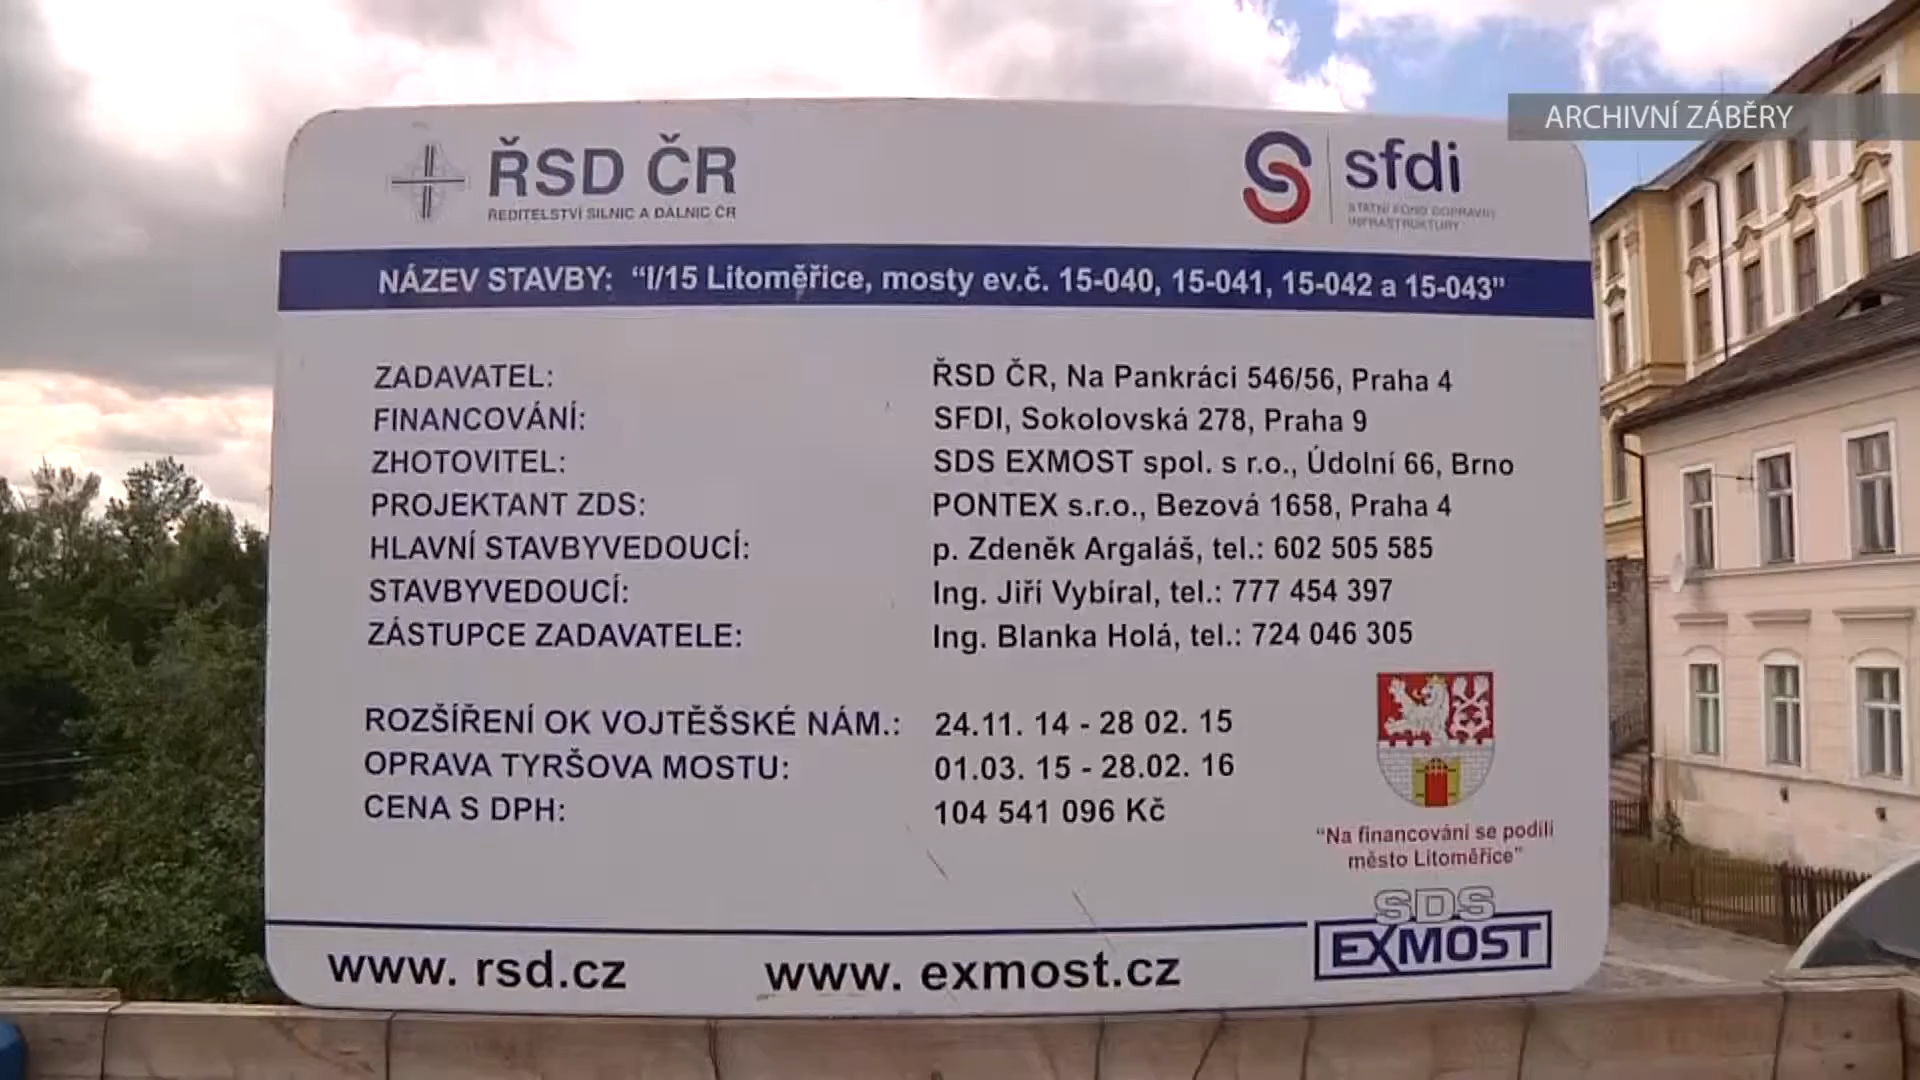 ARCHIVNÍ ZÁBĚRY
ŘSD ČR
ŘEDITELSTVÍ SILNIC A DÁLNIC ČR
sfdi
STÁTNÍ FOND DOPRAVNÍ
INFRASTRUKTURY
NÁZEV STAVBY: “I/15 Litoměřice, mosty ev.č. 15-040, 15-041, 15-042 a 15-043”
ZADAVATEL: ŘSD ČR, Na Pankráci 546/56, Praha 4
FINANCOVÁNÍ: SFDI, Sokolovská 278, Praha 9
ZHOTOVITEL: SDS EXMOST spol. s r.o., Údolní 66, Brno
PROJEKTANT ZDS: PONTEX s.r.o., Bezová 1658, Praha 4
HLAVNÍ STAVBYVEDOUCÍ: p. Zdeněk Argaláš, tel.: 602 505 585
STAVBYVEDOUCÍ: Ing. Jiří Vybíral, tel.: 777 454 397
ZÁSTUPCE ZADAVATELE: Ing. Blanka Holá, tel.: 724 046 305
ROZŠÍŘENÍ OK VOJTĚŠSKÉ NÁM.: 24.11. 14 - 28 02. 15
OPRAVA TYRŠOVA MOSTU: 01.03. 15 - 28.02. 16
CENA S DPH: 104 541 096 Kč
“Na financování se podílí
město Litoměřice”
SDS
EXMOST
www. rsd.cz www. exmost.cz